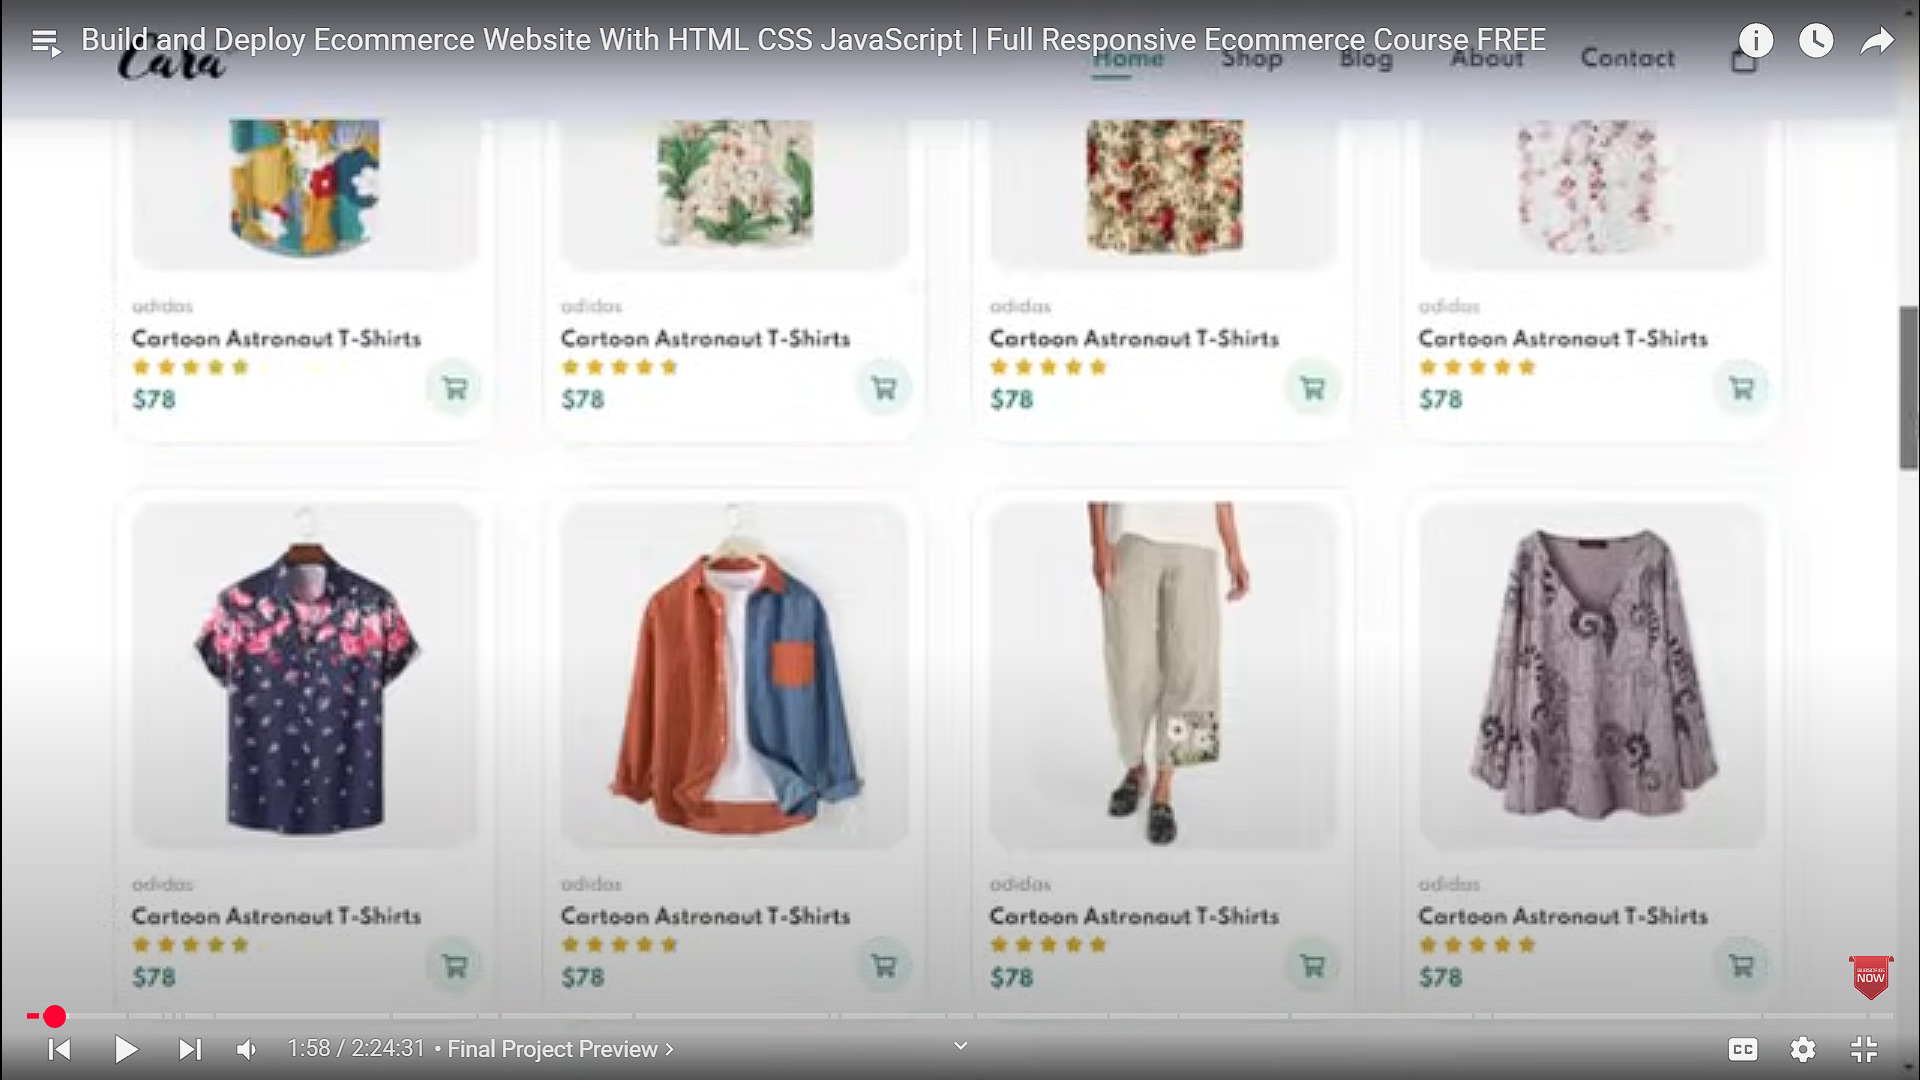 Build and Deploy Ecommerce Website With HTML CSS JavaScript | Full Responsive Ecommerce Course FREE
Cara
Home Shop Blog About Contact
adidas adidas adidas adidas
Cartoon Astronaut T-Shirts Cartoon Astronaut T-Shirts Cartoon Astronaut T-Shirts Cartoon Astronaut T-Shirts
$78 $78 $78 $78
adidas adidas adidas adidas
Cartoon Astronaut T-Shirts Cartoon Astronaut T-Shirts Cartoon Astronaut T-Shirts Cartoon Astronaut T-Shirts
$78 $78 $78 $78
SUBSCRIBE
NOW
1:58 / 2:24:31 • Final Project Preview
CC